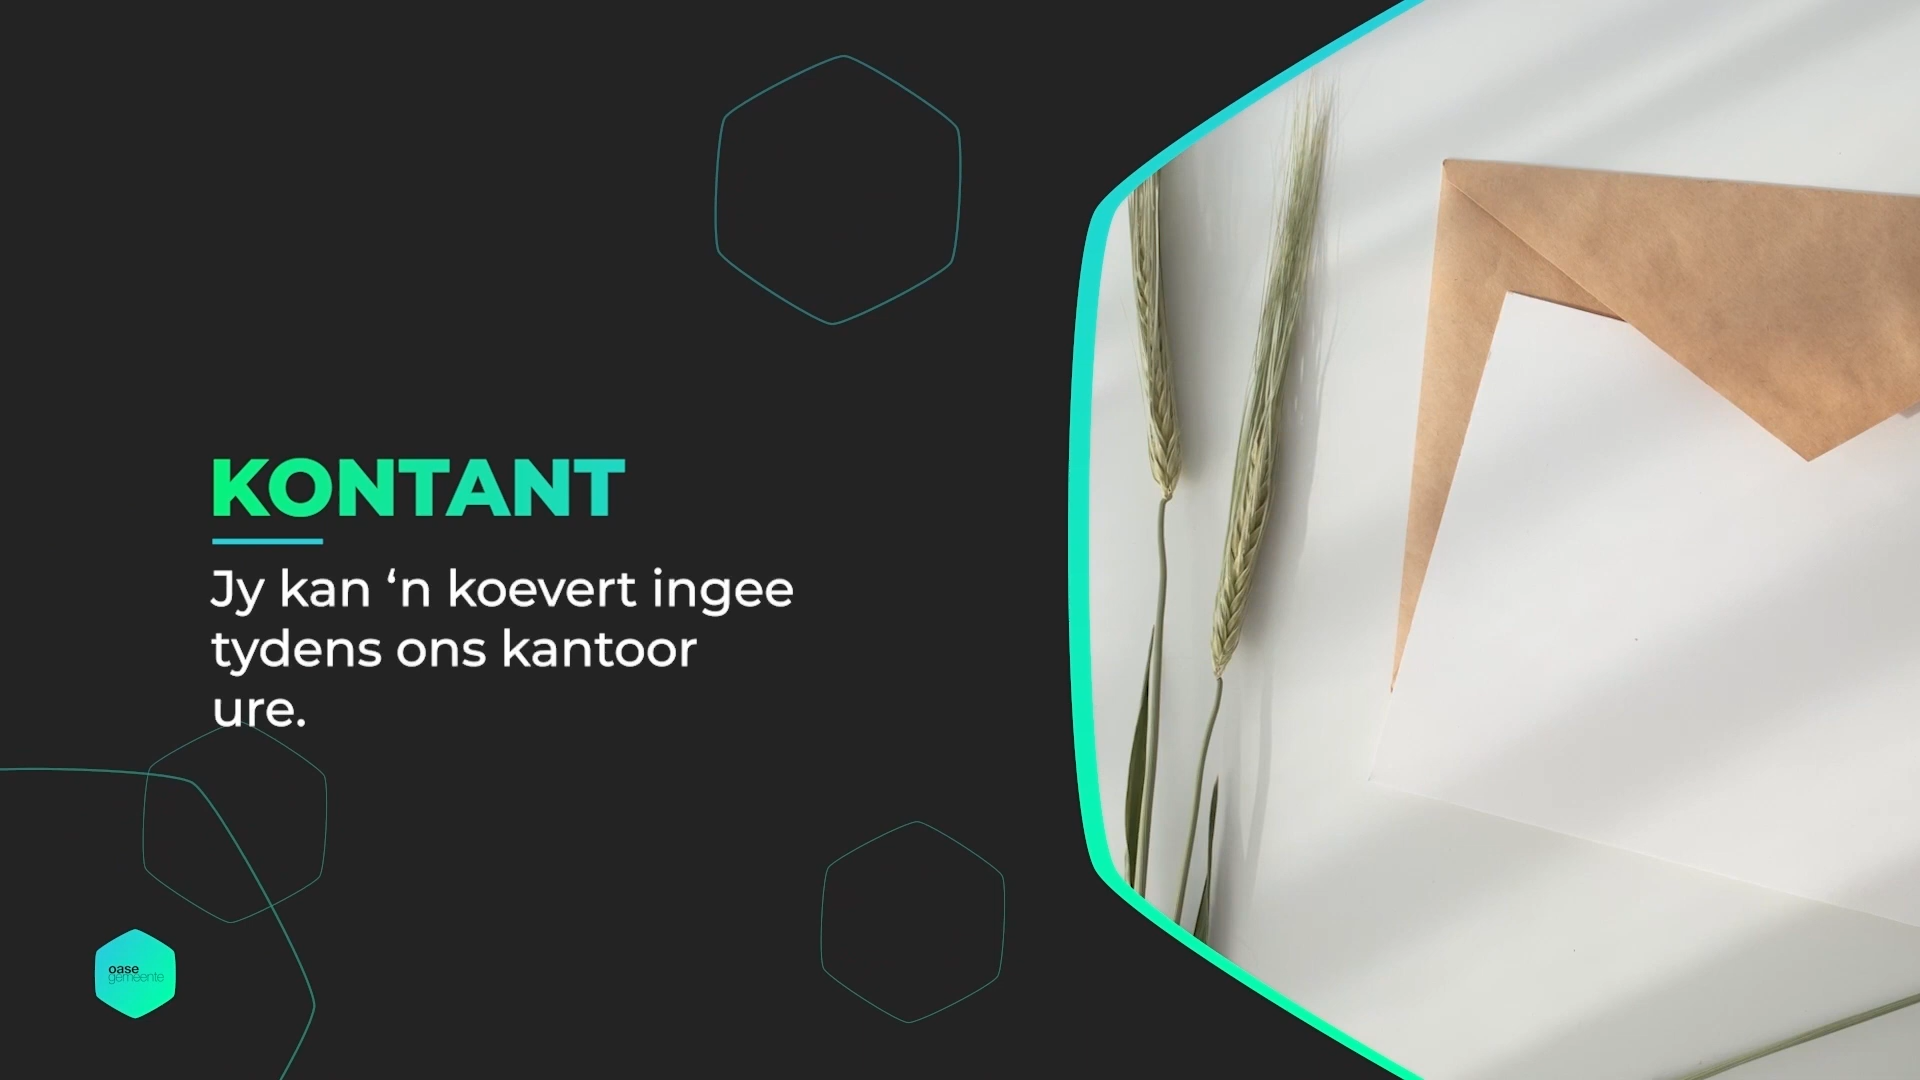 KONTANT
Jy kan ‘n koevert ingee
tydens ons kantoor
ure.
oase
gemeente